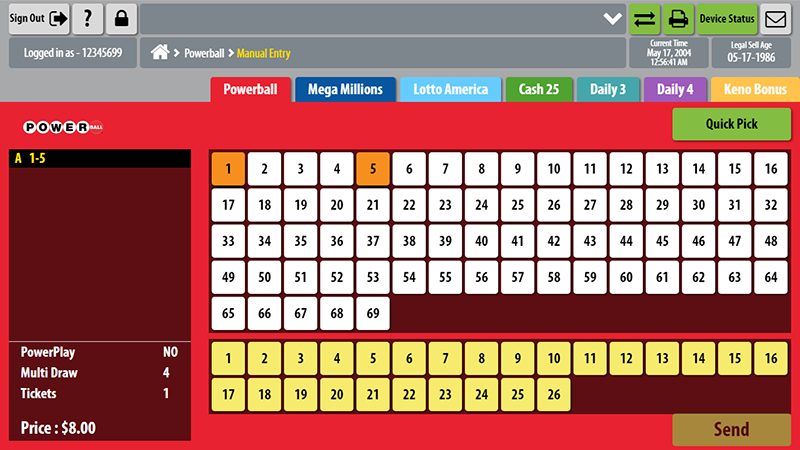 Sign Out ? Device Status
Logged in as - 12345699 Powerball Manual Entry Current Time Legal Sell Age
May 17, 2004 05-17-1986
12:56:41 AM
Powerball Mega Millions Lotto America Cash 25 Daily 3 Daily 4 Keno Bonus
POWERBALL Quick Pick
A 1-5
1 2 3 4 5 6 7 8 9 10 11 12 13 14 15 16
17 18 19 20 21 22 23 24 25 26 27 28 29 30 31 32
33 34 35 36 37 38 39 40 41 42 43 44 45 46 47 48
49 50 51 52 53 54 55 56 57 58 59 60 61 62 63 64
65 66 67 68 69
PowerPlay NO
Multi Draw 4
Tickets 1
Price : $8.00
1 2 3 4 5 6 7 8 9 10 11 12 13 14 15 16
17 18 19 20 21 22 23 24 25 26
Send